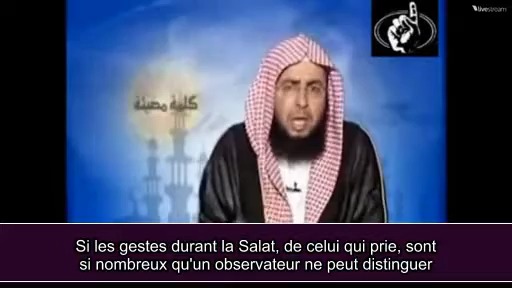 livestream
كلمة مضيئة
Si les gestes durant la Salat, de celui qui prie, sont
si nombreux qu'un observateur ne peut distinguer